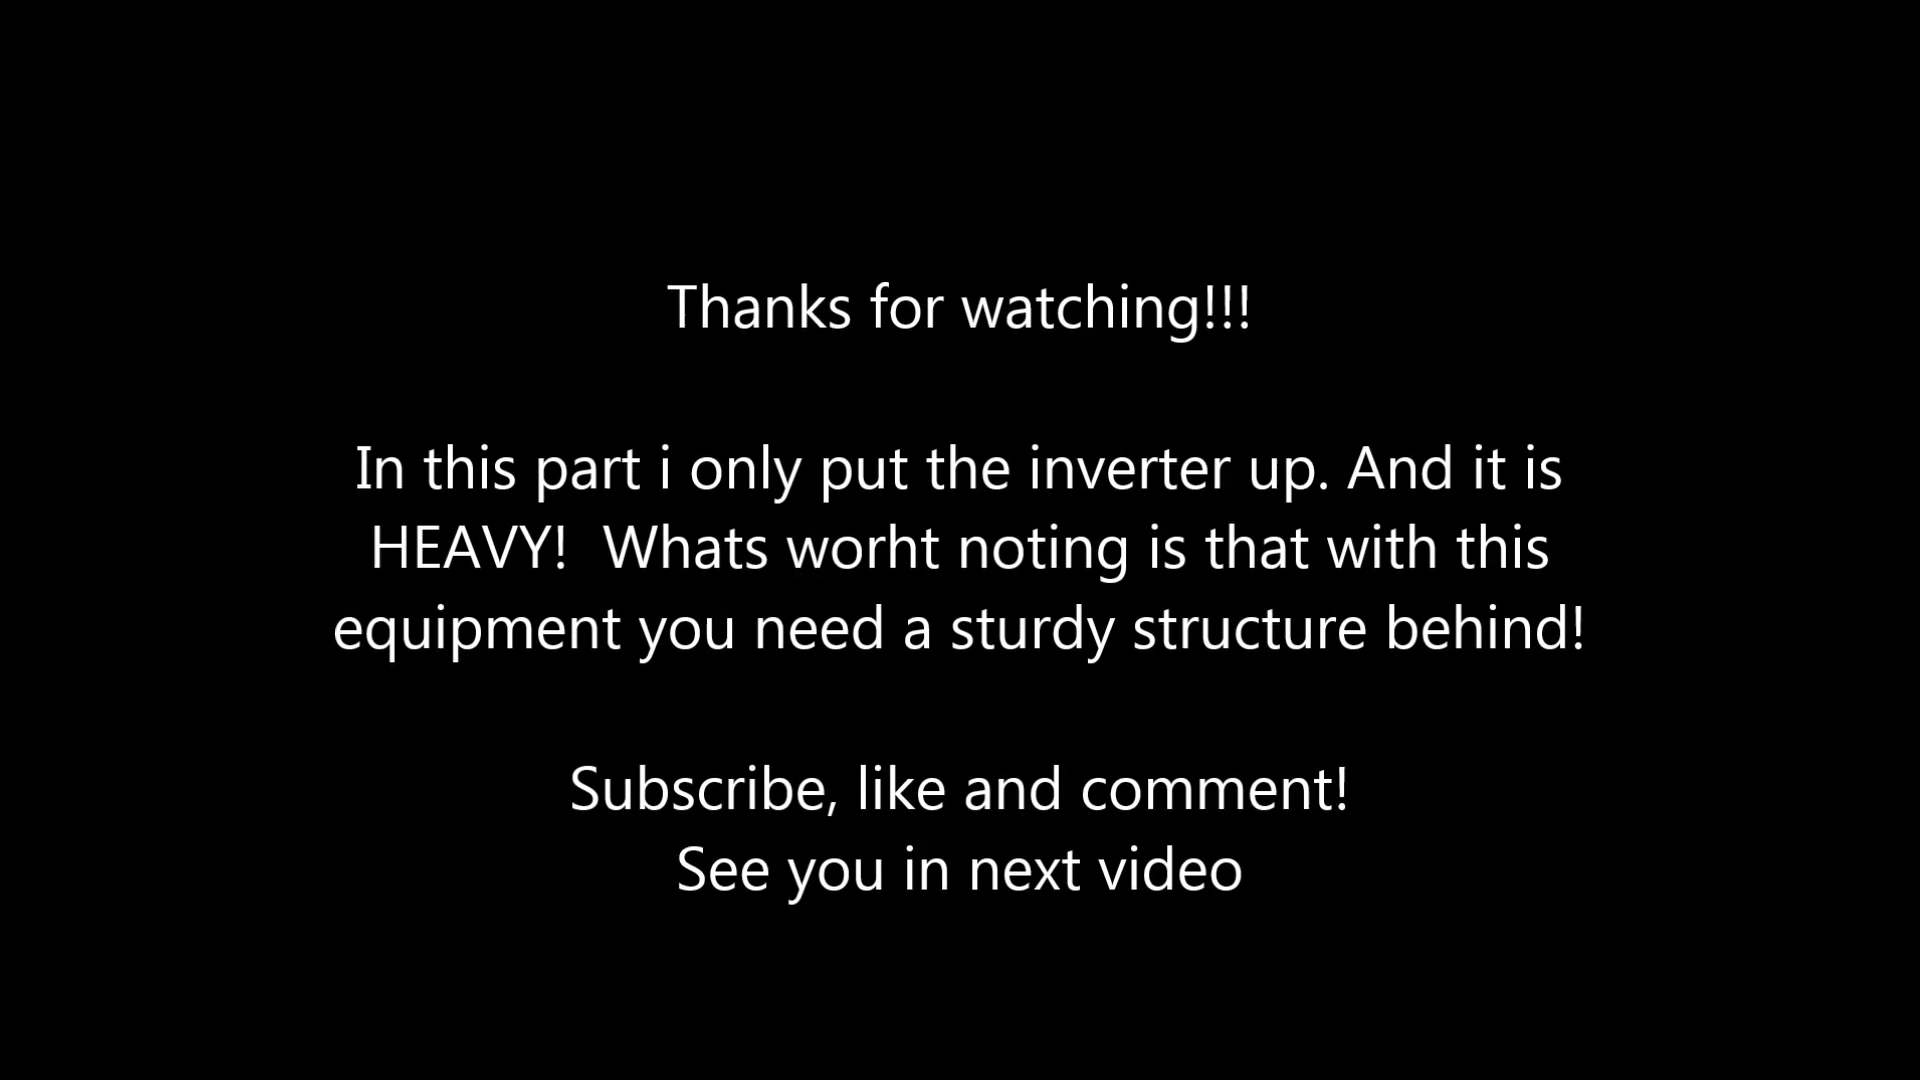 Thanks for watching!!!
In this part i only put the inverter up. And it is
HEAVY!  Whats worht noting is that with this
equipment you need a sturdy structure behind!
Subscribe, like and comment!
See you in next video